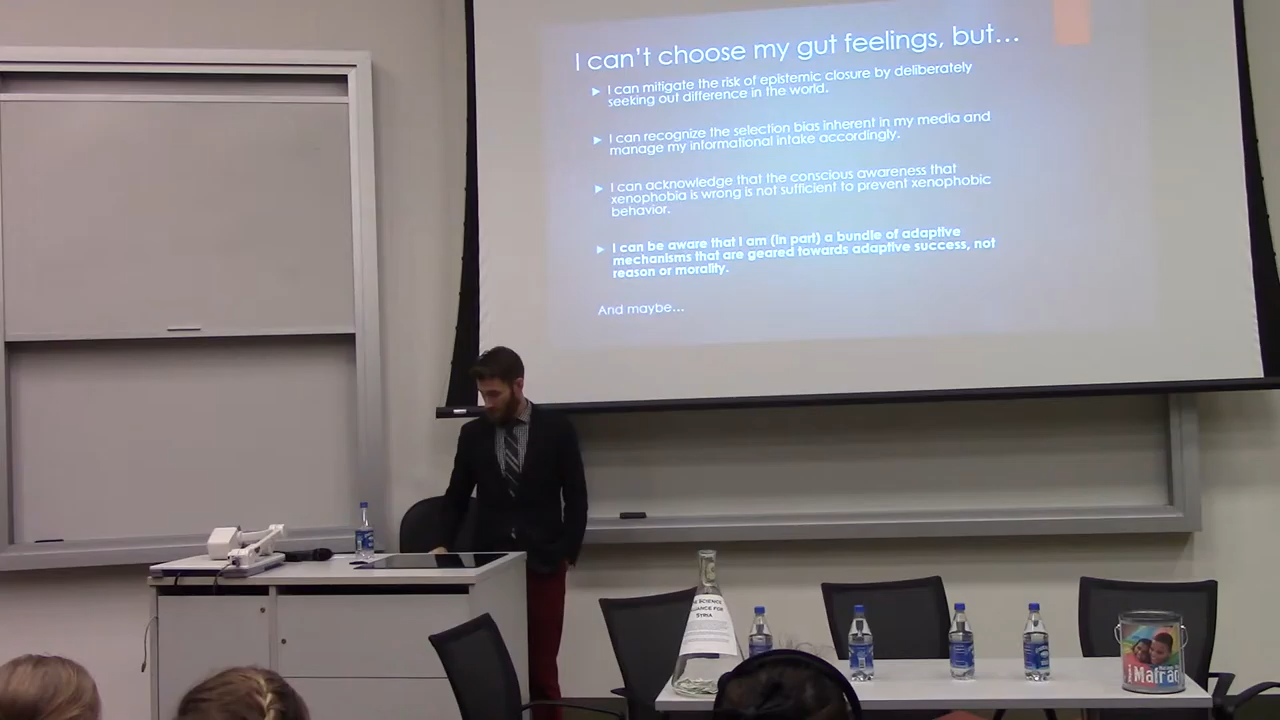 I can't choose my gut feelings, but...
I can mitigate the risk of epistemic closure by deliberately
seeking out difference in the world.
I can recognize the selection bias inherent in my media and
manage my informational intake accordingly.
I can acknowledge that the conscious awareness that
xenophobia is wrong is not sufficient to prevent xenophobic
behavior.
I can be aware that I am (in part) a bundle of adaptive
mechanisms that are geared towards adaptive success, not
reason or morality.
And maybe...
SCIENCE
FOR
SYRIA